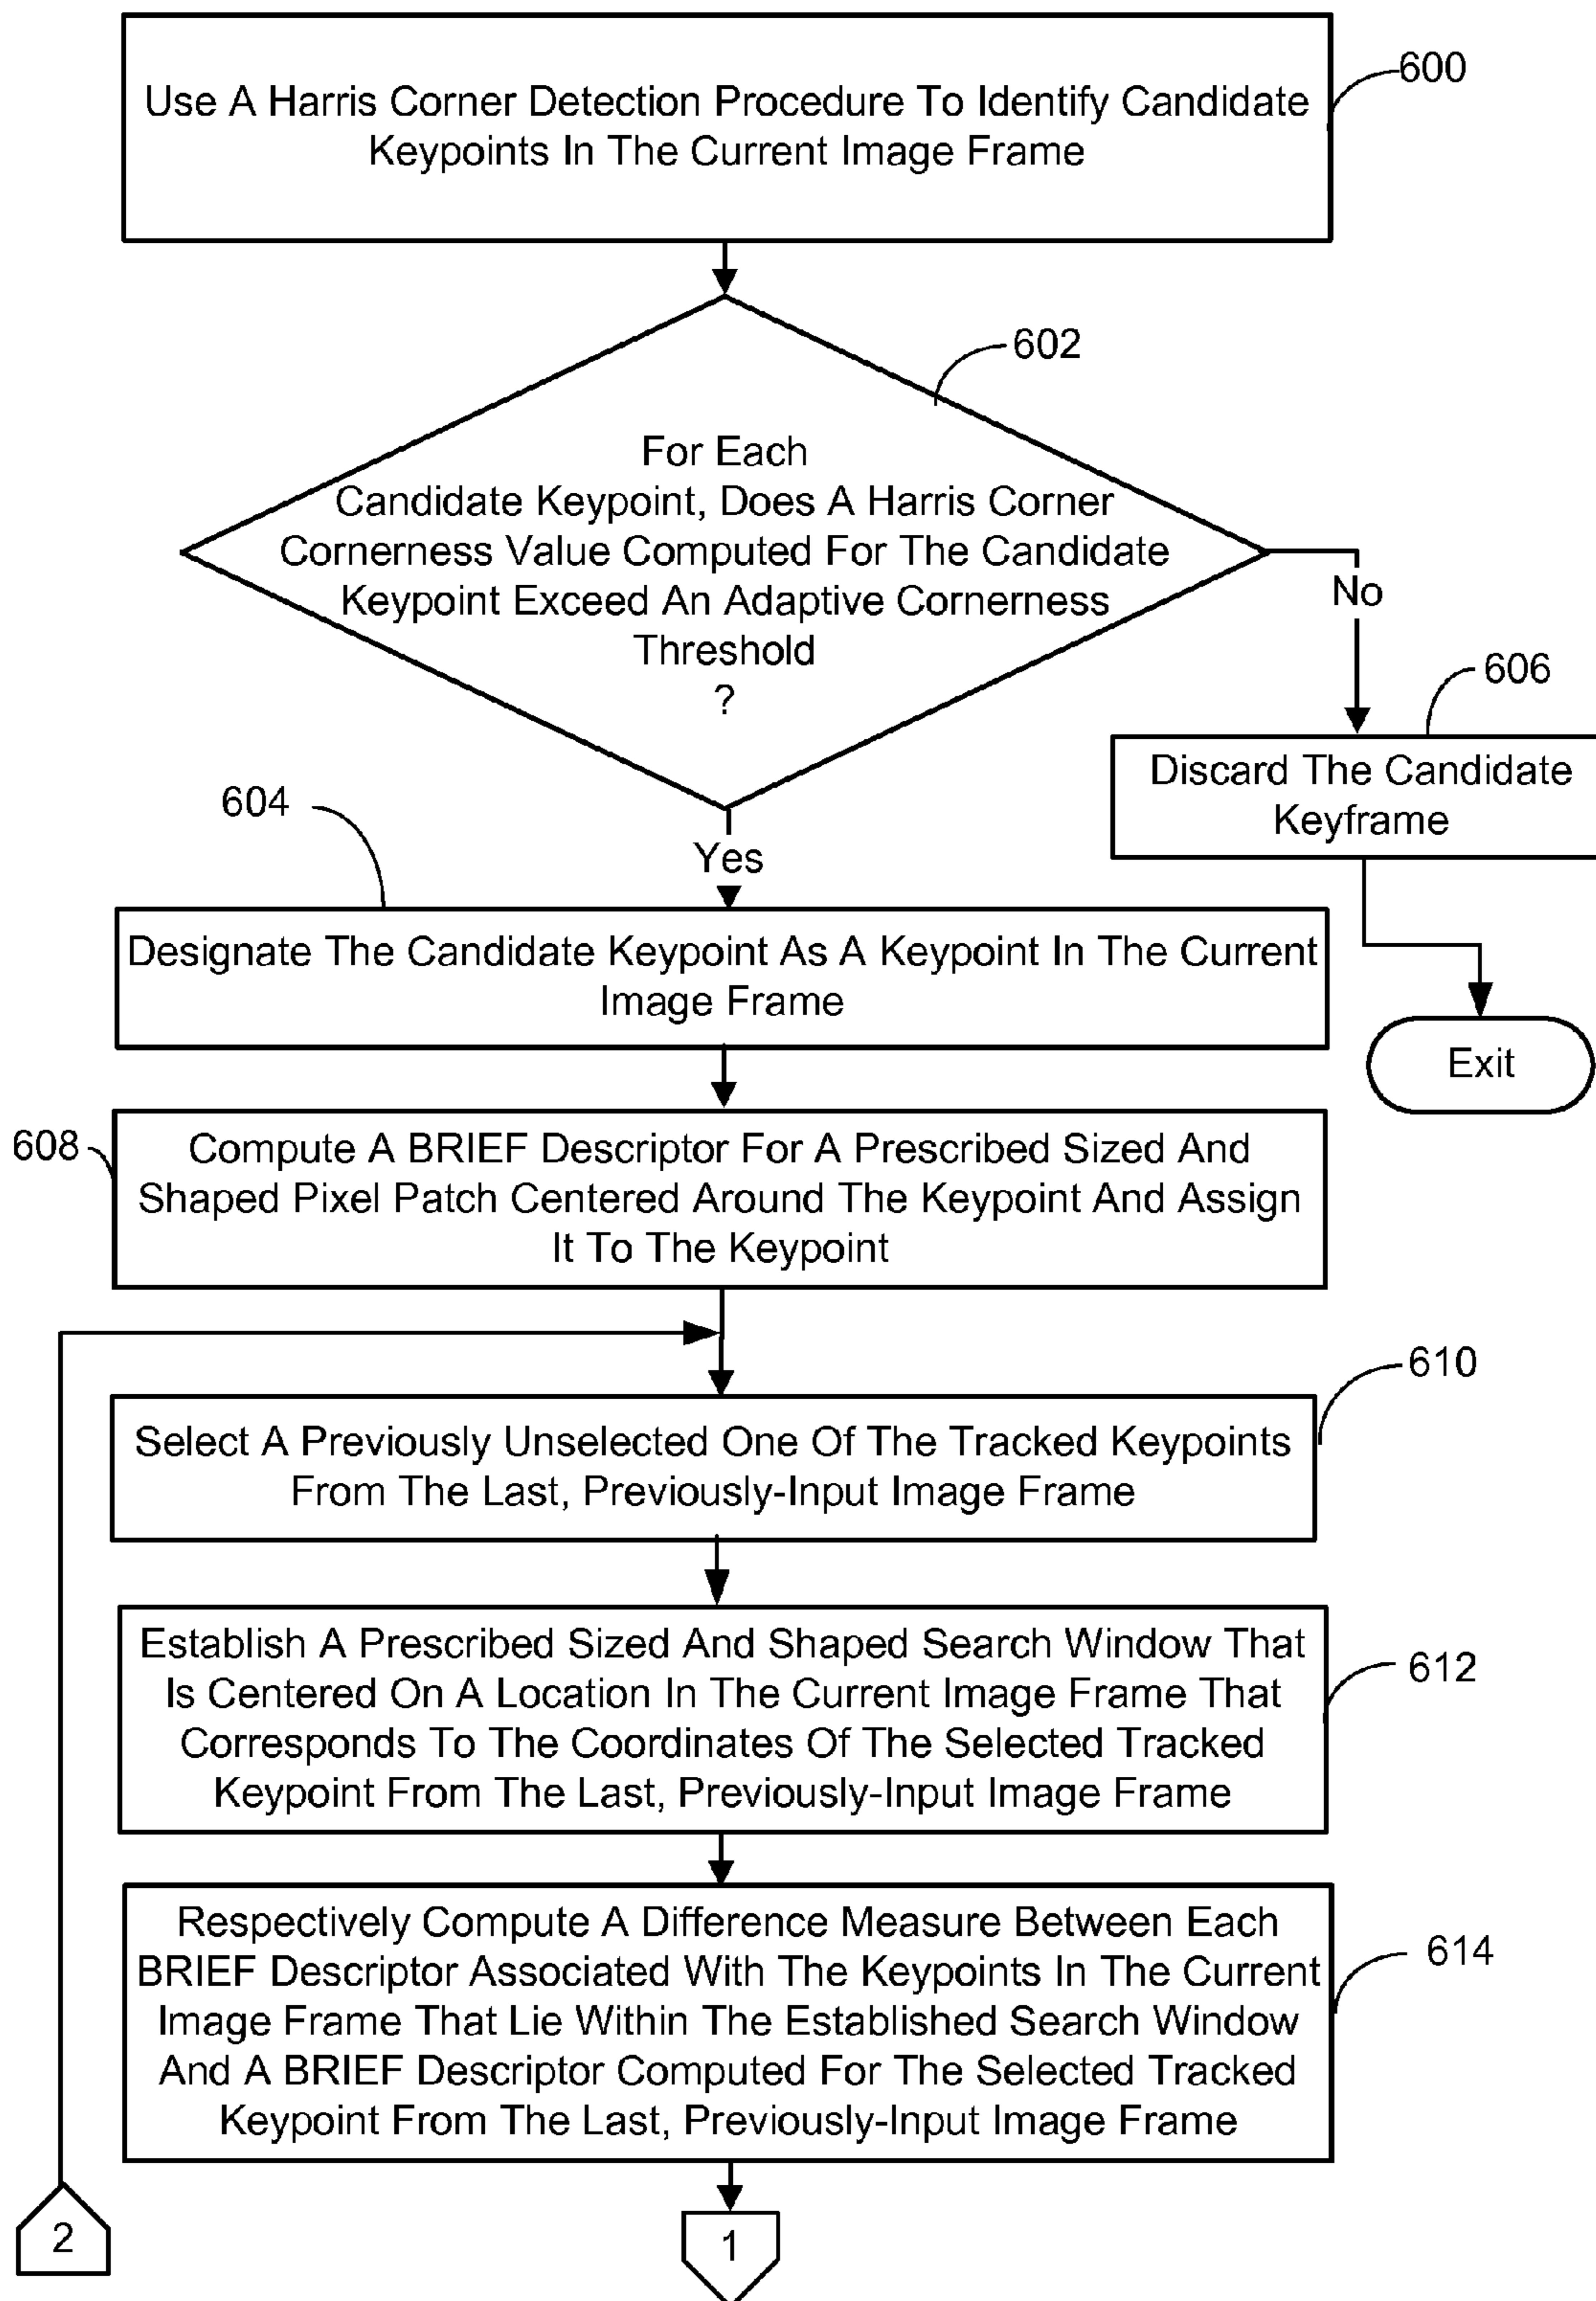 Use A Harris Corner Detection Procedure To Identify Candidate
Keypoints In The Current Image Frame
600
602
For Each
Candidate Keypoint, Does A Harris Corner
Cornerness Value Computed For The Candidate
Keypoint Exceed An Adaptive Cornerness
Threshold
?
No
606
Discard The Candidate
Keyframe
604
Yes
Designate The Candidate Keypoint As A Keypoint In The Current
Image Frame
Exit
608
Compute A BRIEF Descriptor For A Prescribed Sized And
Shaped Pixel Patch Centered Around The Keypoint And Assign
It To The Keypoint
610
Select A Previously Unselected One Of The Tracked Keypoints
From The Last, Previously-Input Image Frame
Establish A Prescribed Sized And Shaped Search Window That
Is Centered On A Location In The Current Image Frame That
Corresponds To The Coordinates Of The Selected Tracked
Keypoint From The Last, Previously-Input Image Frame
612
Respectively Compute A Difference Measure Between Each
BRIEF Descriptor Associated With The Keypoints In The Current
Image Frame That Lie Within The Established Search Window
And A BRIEF Descriptor Computed For The Selected Tracked
Keypoint From The Last, Previously-Input Image Frame
614
2
1